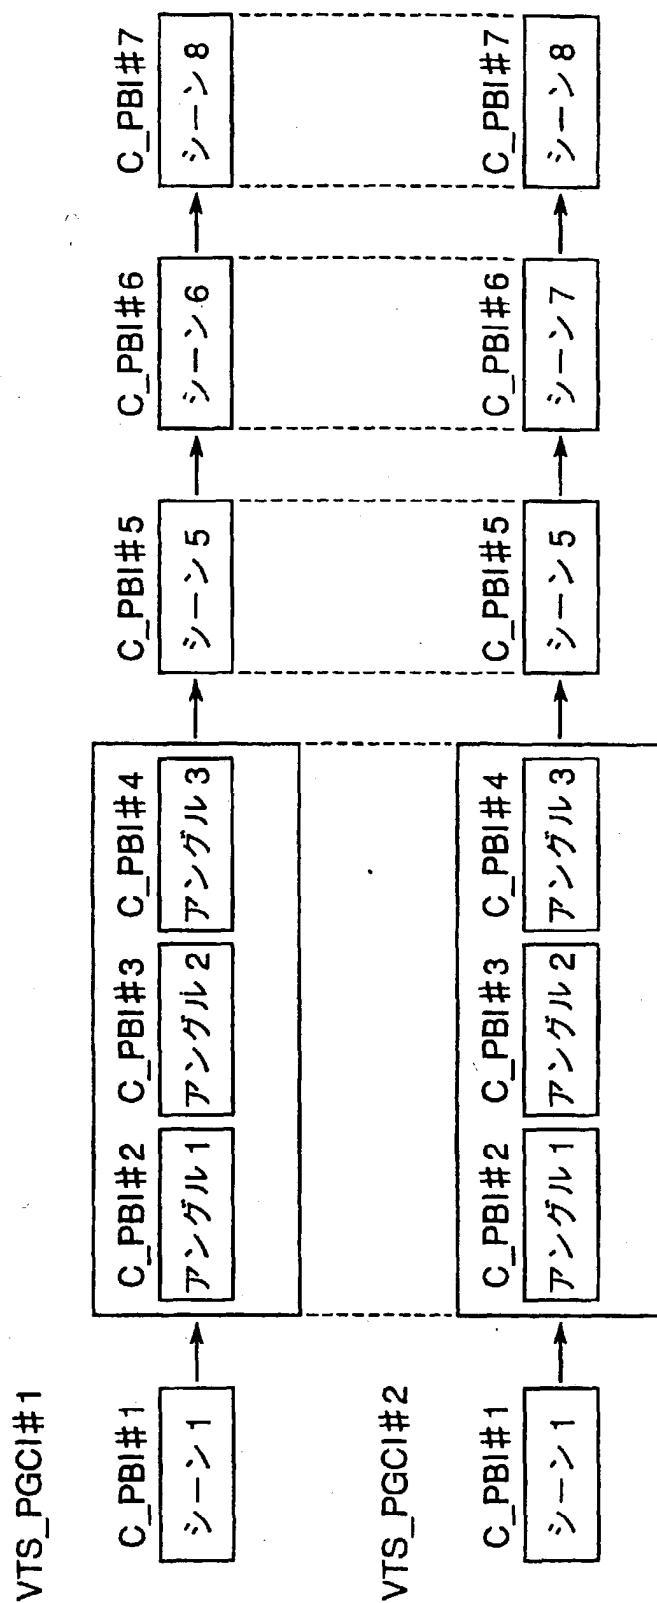 VTS_PGCI#1
C_PBI#1
シーン1
C_PBI#2
アングル1
C_PBI#3
アングル2
C_PBI#4
アングル3
C_PBI#5
シーン5
C_PBI#6
シーン6
C_PBI#7
シーン8
VTS_PGCI#2
C_PBI#1
シーン1
C_PBI#2
アングル1
C_PBI#3
アングル2
C_PBI#4
アングル3
C_PBI#5
シーン5
C_PBI#6
シーン7
C_PBI#7
シーン8